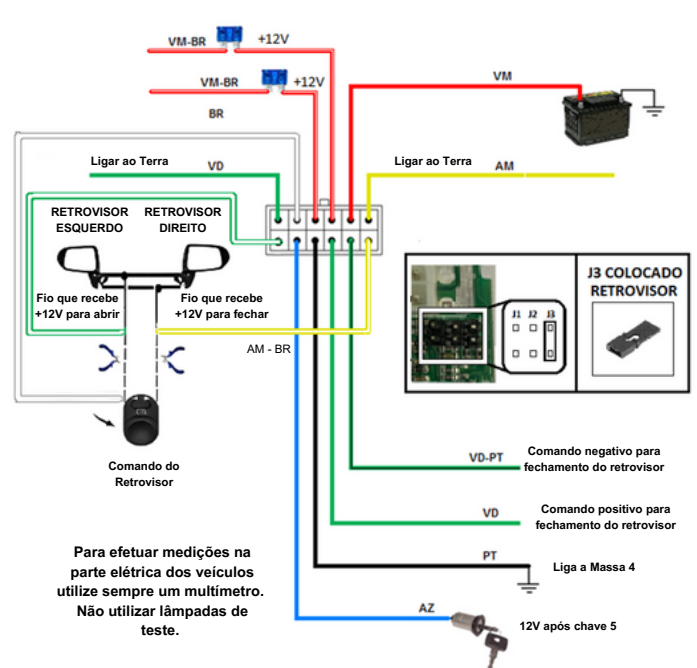 VM-BR
+12V
VM-BR
+12V
VM
BR
Ligar ao Terra
VD
Ligar ao Terra
AM
RETROVISOR
ESQUERDO
RETROVISOR
DIREITO
Fio que recebe
+12V para abrir
Fio que recebe
+12V para fechar
AM - BR
J1 J2 J3
J3 COLOCADO
RETROVISOR
Comando do
Retrovisor
VD-PT
Comando negativo para
fechamento do retrovisor
VD
Comando positivo para
fechamento do retrovisor
PT
Liga a Massa 4
AZ
12V após chave 5
Para efetuar medições na
parte elétrica dos veículos
utilize sempre um multímetro.
Não utilizar lâmpadas de
teste.